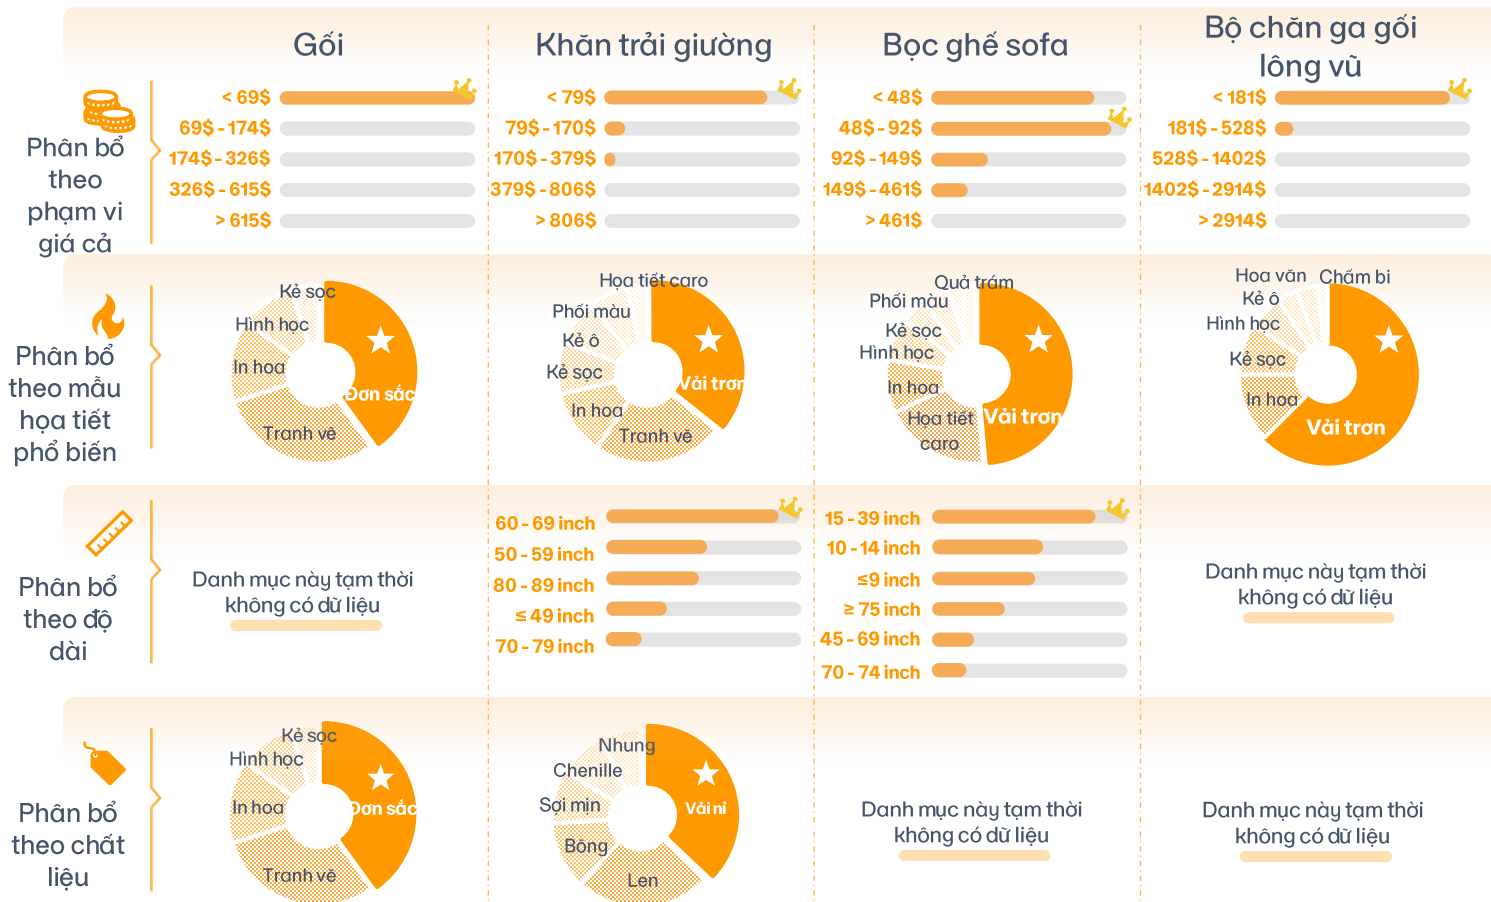 Gối
Khăn trải giường
Bọc ghế sofa
Bộ chăn ga gối
lông vũ
Phân bổ
theo
phạm vi
giá cả
< 69$
69$ - 174$
174$ - 326$
326$ - 615$
> 615$
< 79$
79$ - 170$
170$ - 379$
379$ - 806$
> 806$
< 48$
48$ - 92$
92$ - 149$
149$ - 461$
> 461$
< 181$
181$ - 528$
528$ - 1402$
1402$ - 2914$
> 2914$
Phân bổ
theo mẫu
họa tiết
phổ biến
Kẻ sọc
Hình học
In hoa
Đơn sắc
Tranh vẽ
Họa tiết caro
Phối màu
Kẻ ô
Kẻ sọc
Vải trơn
In hoa
Tranh vẽ
Quả trám
Phối màu
Kẻ sọc
Hình học
In hoa
Vải trơn
Họa tiết
caro
Hoa văn
Chấm bi
Kẻ ô
Hình học
Kẻ sọc
In hoa
Vải trơn
Phân bổ
theo độ
dài
Danh mục này tạm thời
không có dữ liệu
60 - 69 inch
50 - 59 inch
80 - 89 inch
≤ 49 inch
70 - 79 inch
15 - 39 inch
10 - 14 inch
≤9 inch
≥ 75 inch
45 - 69 inch
70 - 74 inch
Danh mục này tạm thời
không có dữ liệu
Phân bổ
theo chất
liệu
Kẻ sọc
Hình học
In hoa
Đơn sắc
Tranh vẽ
Nhung
Chenille
Sợi mịn
Vải nỉ
Bông
Len
Danh mục này tạm thời
không có dữ liệu
Danh mục này tạm thời
không có dữ liệu